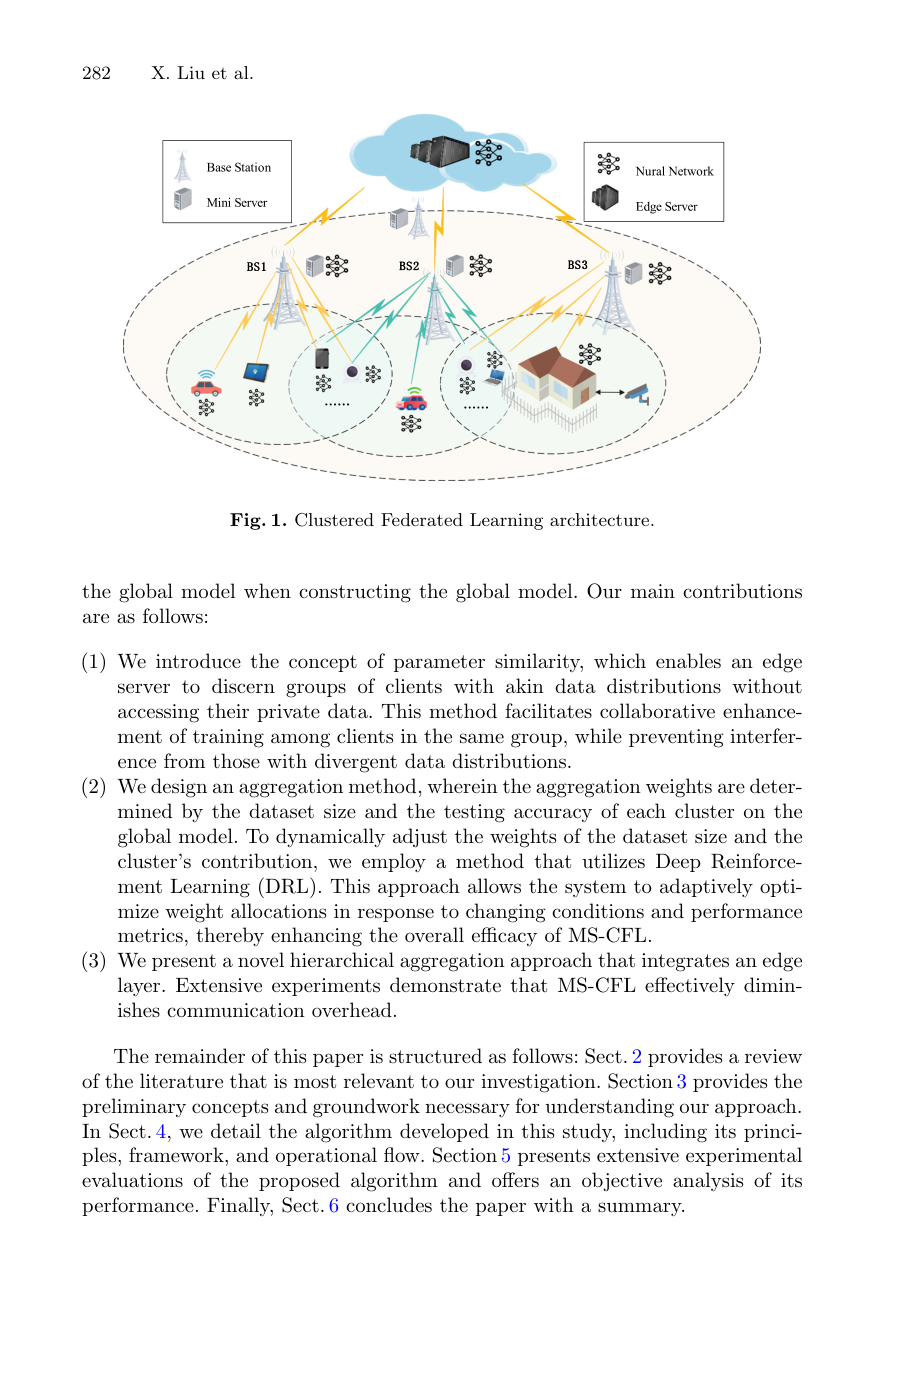 282 X. Liu et al.
Base Station
Mini Server
Nural Network
Edge Server
BS1
BS2
BS3
......
......
Fig. 1. Clustered Federated Learning architecture.
the global model when constructing the global model. Our main contributions
are as follows:
(1) We introduce the concept of parameter similarity, which enables an edge
server to discern groups of clients with akin data distributions without
accessing their private data. This method facilitates collaborative enhance-
ment of training among clients in the same group, while preventing interfer-
ence from those with divergent data distributions.
(2) We design an aggregation method, wherein the aggregation weights are deter-
mined by the dataset size and the testing accuracy of each cluster on the
global model. To dynamically adjust the weights of the dataset size and the
cluster's contribution, we employ a method that utilizes Deep Reinforce-
ment Learning (DRL). This approach allows the system to adaptively opti-
mize weight allocations in response to changing conditions and performance
metrics, thereby enhancing the overall efficacy of MS-CFL.
(3) We present a novel hierarchical aggregation approach that integrates an edge
layer. Extensive experiments demonstrate that MS-CFL effectively dimin-
ishes communication overhead.
The remainder of this paper is structured as follows: Sect. 2 provides a review
of the literature that is most relevant to our investigation. Section 3 provides the
preliminary concepts and groundwork necessary for understanding our approach.
In Sect. 4, we detail the algorithm developed in this study, including its princi-
ples, framework, and operational flow. Section 5 presents extensive experimental
evaluations of the proposed algorithm and offers an objective analysis of its
performance. Finally, Sect. 6 concludes the paper with a summary.